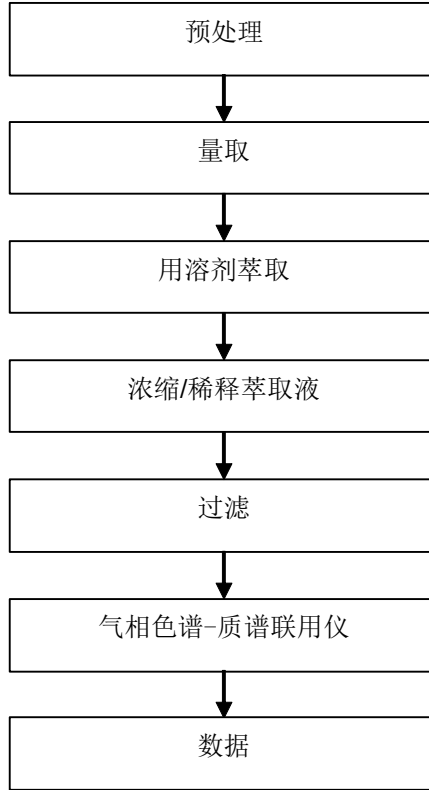 预处理
量取
用溶剂萃取
浓缩/稀释萃取液
过滤
气相色谱-质谱联用仪
数据